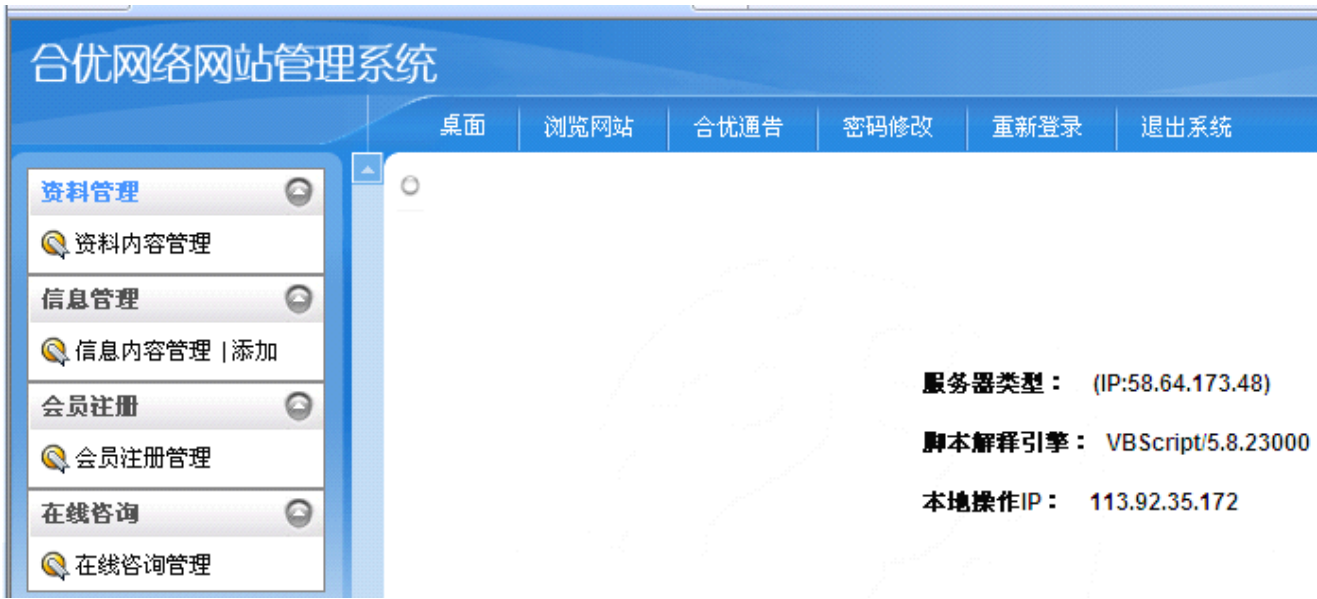 合优网络网站管理系统
桌面 浏览网站 合优通告 密码修改 重新登录 退出系统
资料管理
资料内容管理
信息管理
信息内容管理 | 添加
会员注册
会员注册管理
在线咨询
在线咨询管理
服务器类型： (IP:58.64.173.48)
脚本解释引擎： VBScript/5.8.23000
本地操作IP： 113.92.35.172